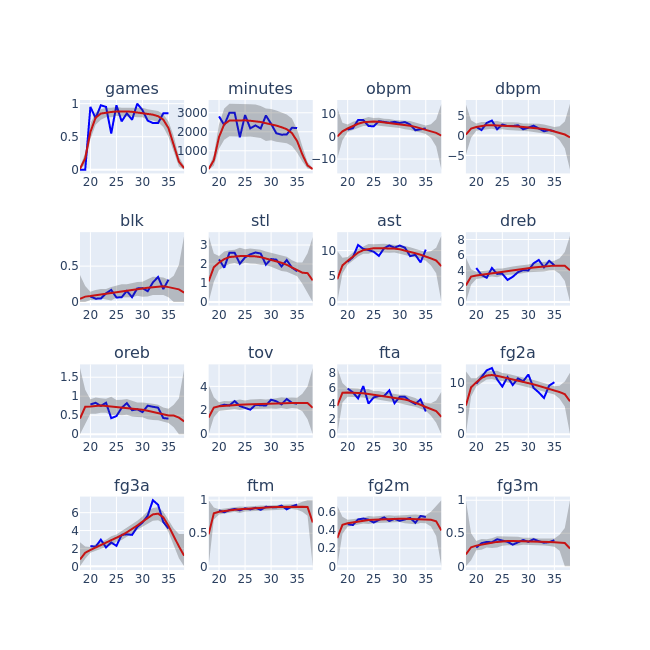 games minutes obpm dbpm
1 0.5 0 20 25 30 35
3000 2000 1000 0 20 25 30 35
10 0 −10 20 25 30 35
5 0 −5 20 25 30 35
blk stl ast dreb
0.5 0 20 25 30 35
3 2 1 0 20 25 30 35
10 5 0 20 25 30 35
8 6 4 2 0 20 25 30 35
oreb tov fta fg2a
1.5 1 0.5 0 20 25 30 35
4 2 0 20 25 30 35
8 6 4 2 0 20 25 30 35
10 5 0 20 25 30 35
fg3a ftm fg2m fg3m
6 4 2 0 20 25 30 35
1 0.5 0 20 25 30 35
0.6 0.4 0.2 0 20 25 30 35
1 0.5 0 20 25 30 35